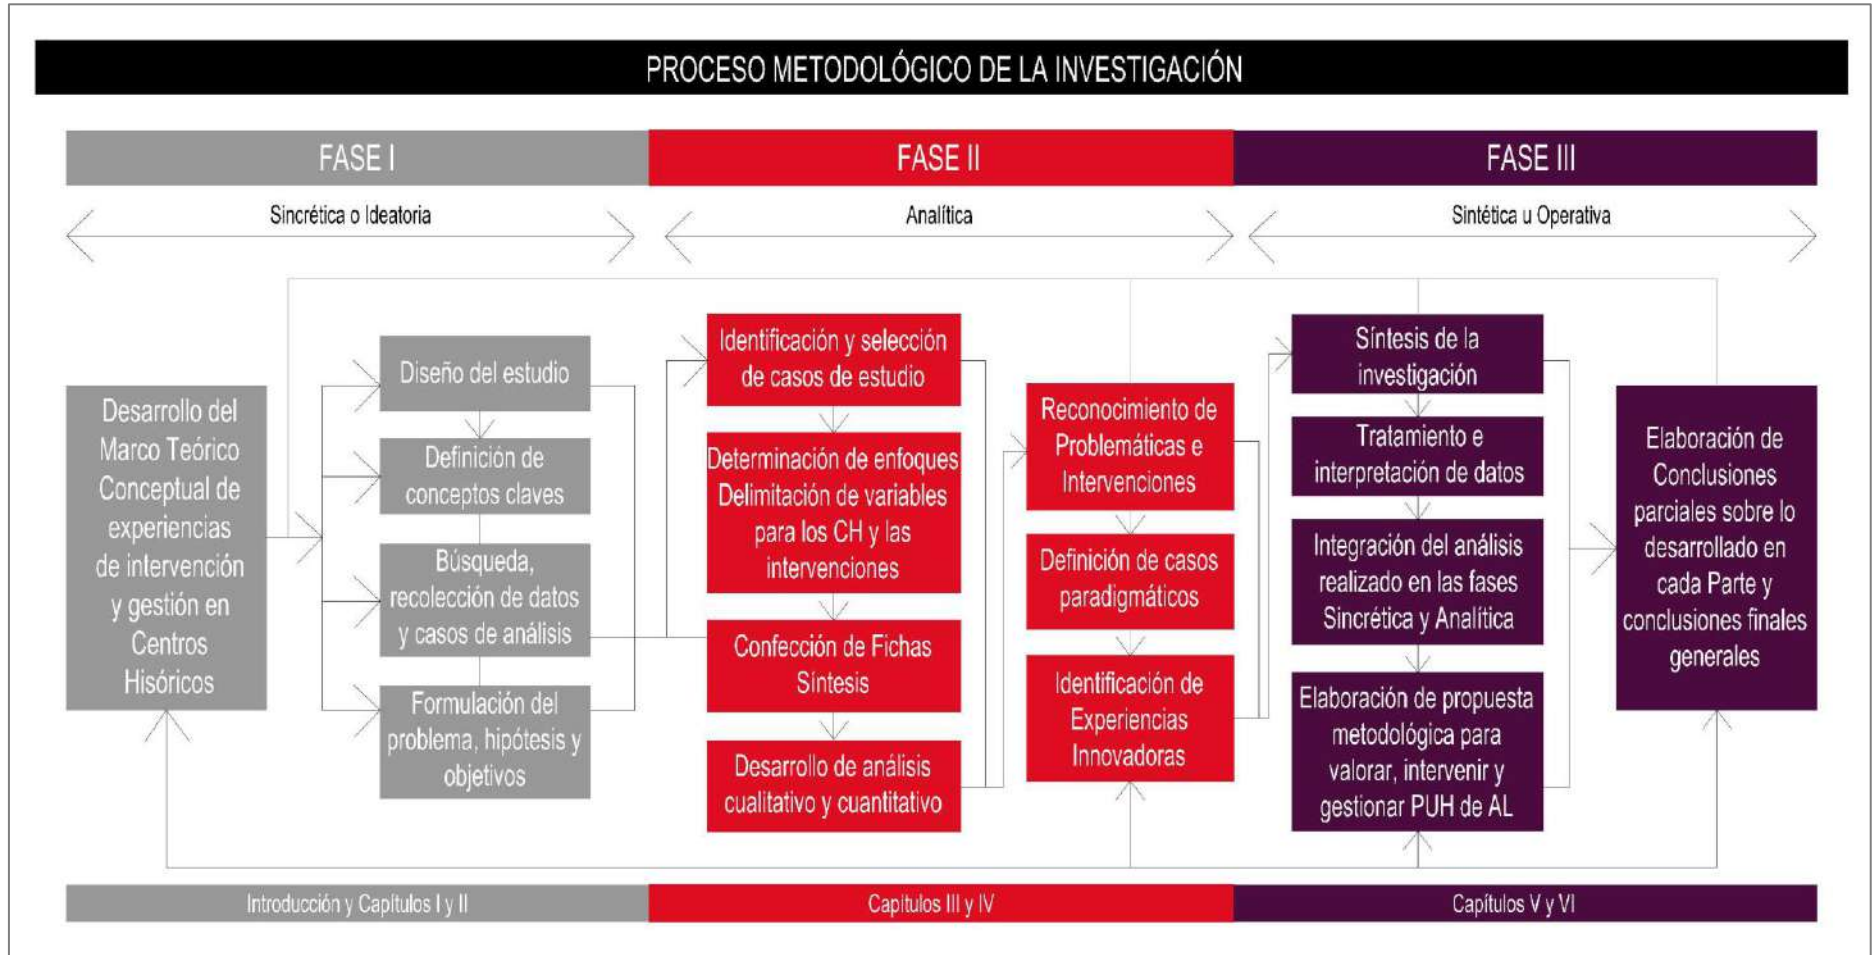 PROCESO METODOLÓGICO DE LA INVESTIGACIÓN
FASE I
FASE II
FASE III
Sincrética o Ideatoria
Analítica
Sintética u Operativa
Desarrollo del
Marco Teórico
Conceptual de
experiencias
de intervención
y gestión en
Centros
Hisóricos
Diseño del estudio
Definición de
conceptos claves
Búsqueda,
recolección de datos
y casos de análisis
Formulación del
problema, hipótesis y
objetivos
Identificación y selección
de casos de estudio
Determinación de enfoques
Delimitación de variables
para los CH y las
intervenciones
Confección de Fichas
Síntesis
Desarrollo de análisis
cualitativo y cuantitativo
Reconocimiento de
Problemáticas e
Intervenciones
Definición de casos
paradigmáticos
Identificación de
Experiencias
Innovadoras
Síntesis de la
investigación
Tratamiento e
interpretación de datos
Integración del análisis
realizado en las fases
Sincrética y Analítica
Elaboración de propuesta
metodológica para
valorar, intervenir y
gestionar PUH de AL
Elaboración de
Conclusiones
parciales sobre lo
desarrollado en
cada Parte y
conclusiones finales
generales
Introducción y Capítulos I y II
Capítulos III y IV
Capítulos V y VI